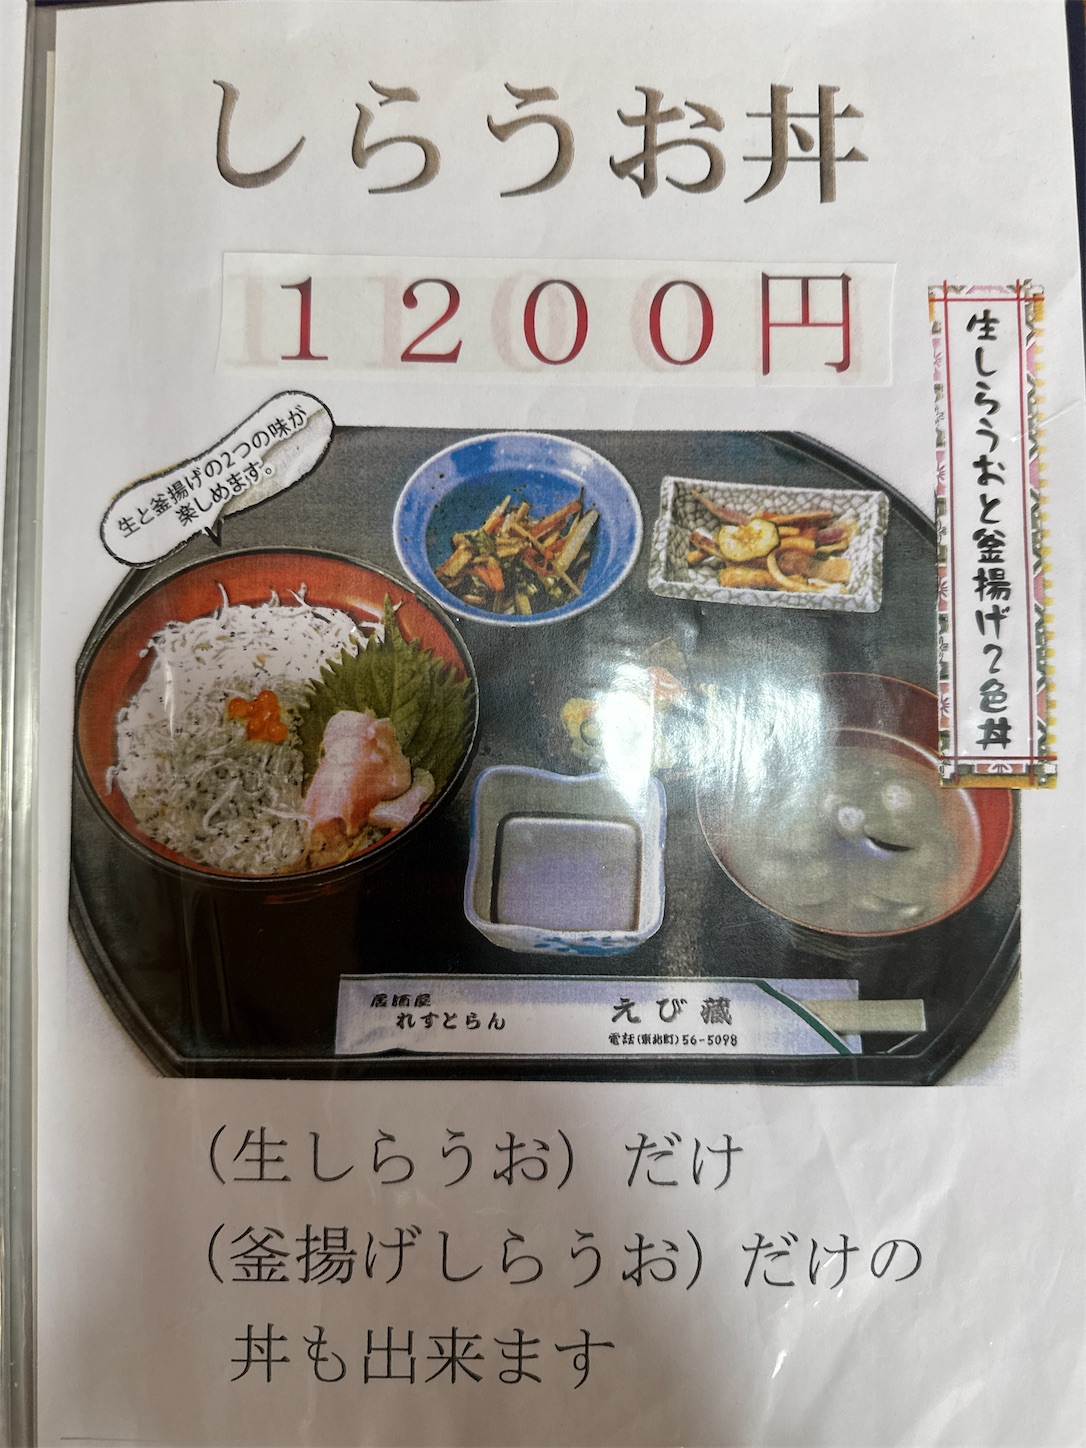 しらうお丼
1200円
生しらうおと釜揚げ2色丼
生と釜揚げの2つの味が
楽しめます。
居酒屋
れすとらん
えび蔵
電話(東北町)56-5098
(生しらうお)だけ
(釜揚げしらうお)だけの
丼も出来ます